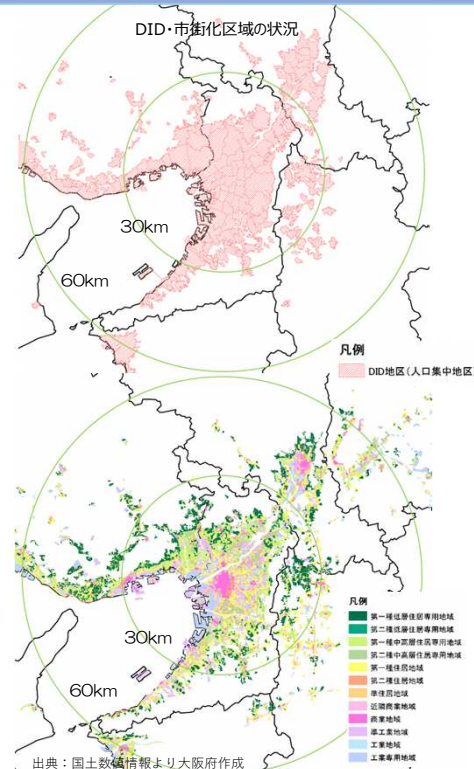 DID・市街化区域の状況
30km
60km
凡例
DID地区(人口集中地区)
30km
60km
凡例
第一種低層住居専用地域
第二種低層住居専用地域
第一種中高層住居専用地域
第二種中高層住居専用地域
第一種住居地域
第二種住居地域
準住居地域
近隣商業地域
商業地域
準工業地域
工業地域
工業専用地域
出典：国土数値情報より大阪府作成